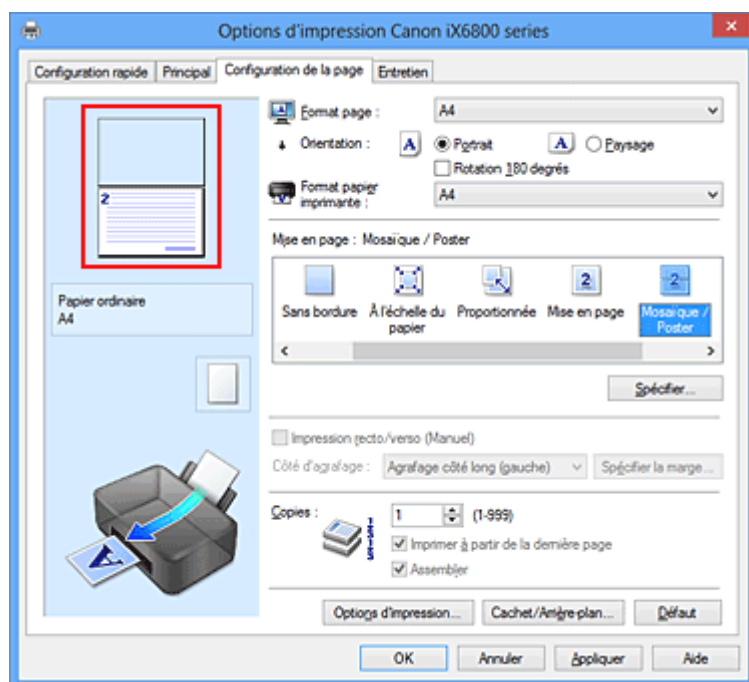 Options d'impression Canon iX6800 series
Configuration rapide Principal Configuration de la page Entretien
Format page : A4
Orientation : A Portrait A Paysage
Rotation 180 degrés
Format papier
imprimante : A4
2
Papier ordinaire
A4
Mise en page : Mosaïque / Poster
2 2
Sans bordure À l'échelle du Proportionnée Mise en page Mosaïque /
papier Poster
Spécifier...
Impression recto/verso (Manuel)
Côté d'agrafage : Agrafage côté long (gauche) Spécifier la marge...
Copies : 1 (1-999)
Imprimer à partir de la dernière page
Assembler
A
Options d'impression... Cachet/Arrière-plan... Défaut
OK Annuler Appliquer Aide